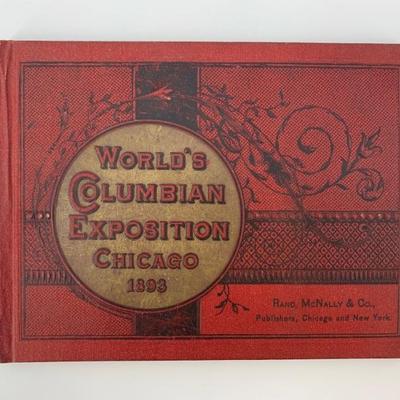 World's
Columbian
Exposition
Chicago
1893
Rand, McNally & Co.,
Publishers, Chicago and New York.